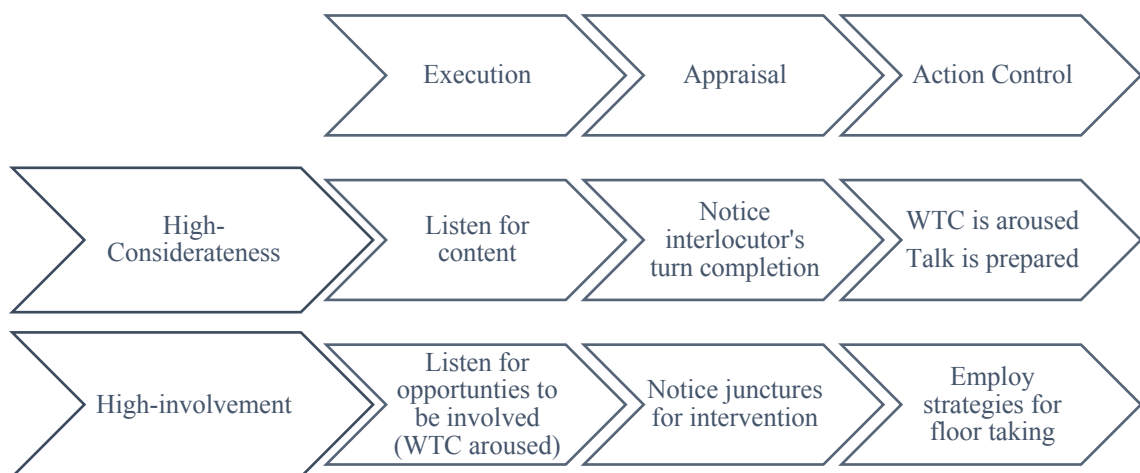 Execution
Appraisal
Action Control
High-
Considerateness
Listen for
content
Notice
interlocutor's
turn completion
WTC is aroused
Talk is prepared
High-involvement
Listen for
opportunties to
be involved
(WTC aroused)
Notice junctures
for intervention
Employ
strategies for
floor taking